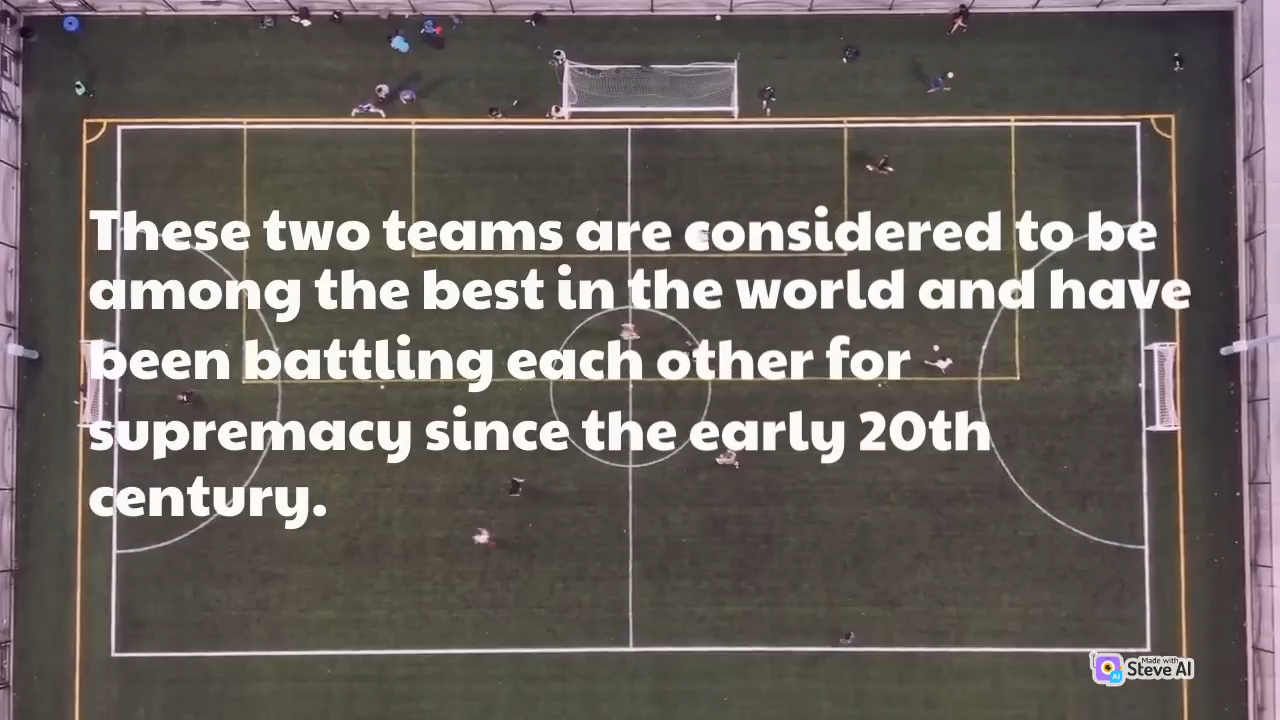 These two teams are considered to be
among the best in the world and have
been battling each other for
supremacy since the early 20th
century.
Made with
Steve AI
AI